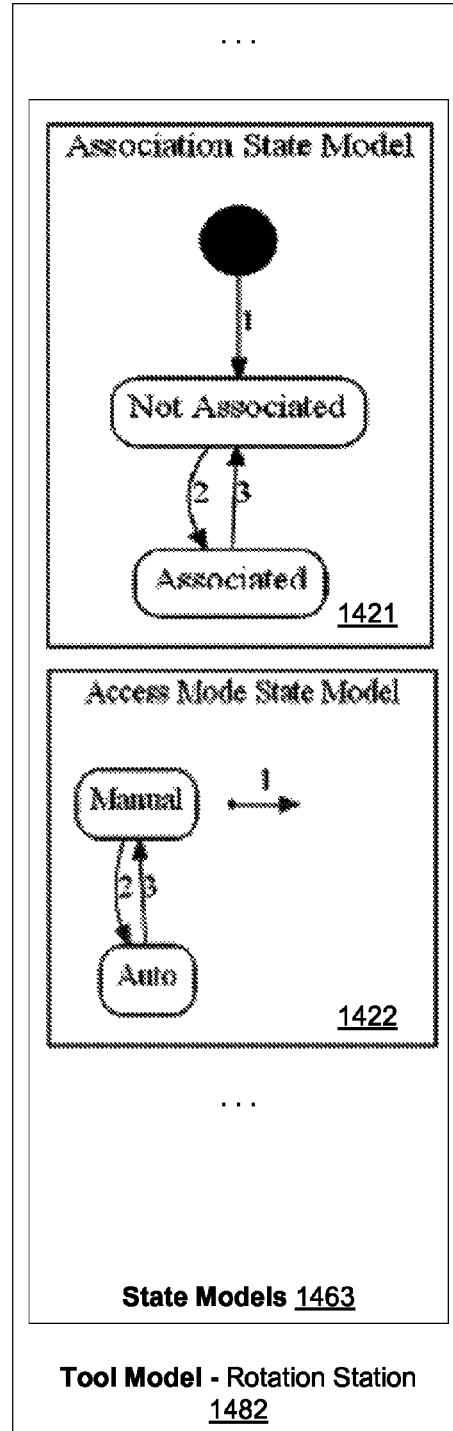 . . .
Association State Model
1
Not Associated
2 3
Associated
1421
Access Mode State Model
Manual
1
2 3
Auto
1422
. . .
State Models 1463
Tool Model - Rotation Station
1482